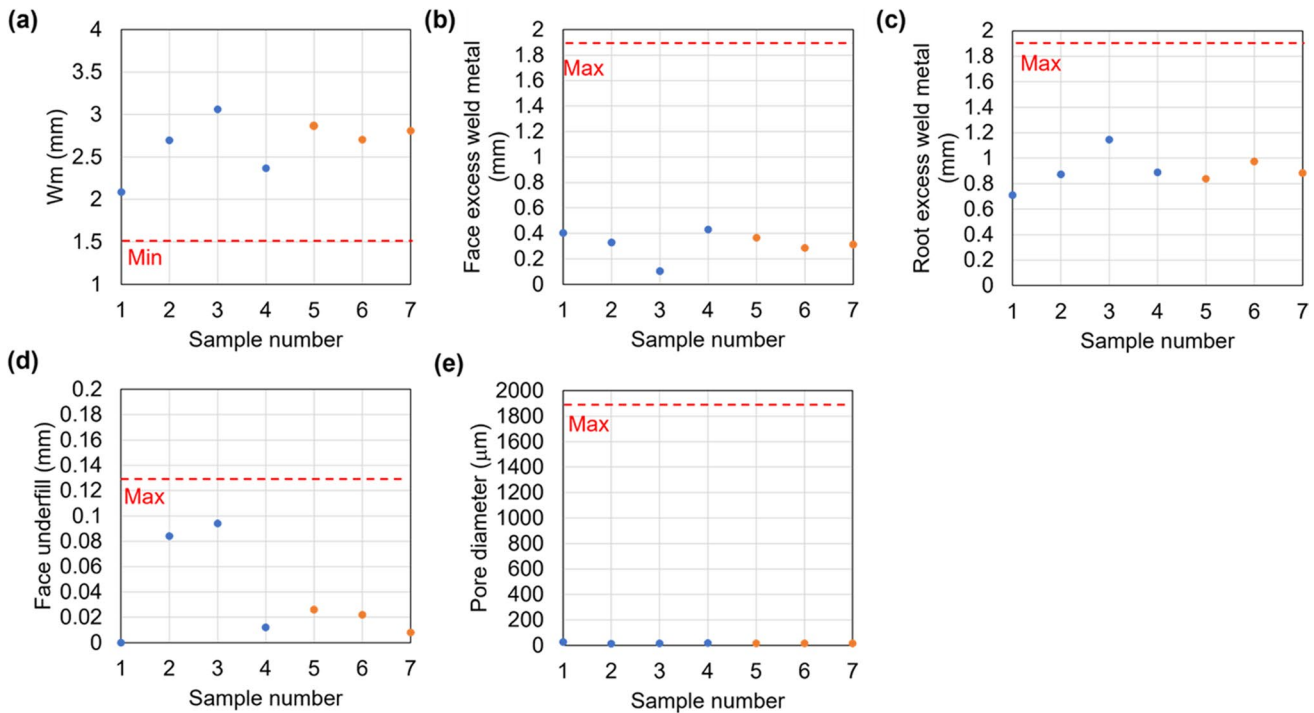 (a)
4
3.5
3
2.5
2
1.5
1
Wm (mm)
Min
1 2 3 4 5 6 7
Sample number
(b)
2
1.8
1.6
1.4
1.2
1
0.8
0.6
0.4
0.2
0
Face excess weld metal
(mm)
Max
1 2 3 4 5 6 7
Sample number
(c)
2
1.8
1.6
1.4
1.2
1
0.8
0.6
0.4
0.2
0
Root excess weld metal
(mm)
Max
1 2 3 4 5 6 7
Sample number
(d)
0.2
0.18
0.16
0.14
0.12
0.1
0.08
0.06
0.04
0.02
0
Face underfill (mm)
Max
1 2 3 4 5 6 7
Sample number
(e)
2000
1800
1600
1400
1200
1000
800
600
400
200
0
Pore diameter (μm)
Max
1 2 3 4 5 6 7
Sample number